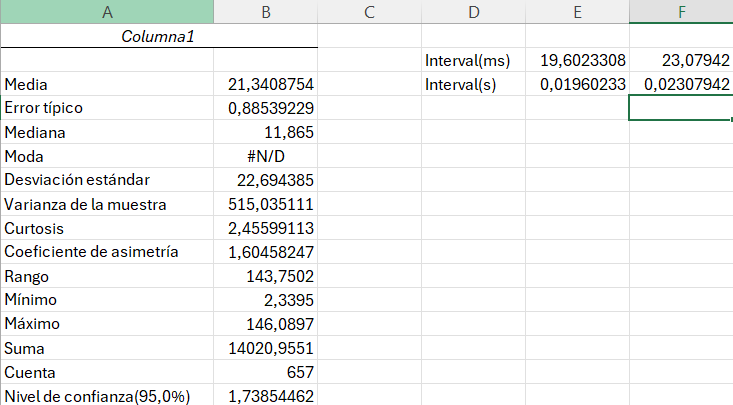 A B C D E F
Columna1
Interval(ms) 19,6023308 23,07942
Media 21,3408754 Interval(s) 0,01960233 0,02307942
Error típico 0,88539229
Mediana 11,865
Moda #N/D
Desviación estándar 22,694385
Varianza de la muestra 515,035111
Curtosis 2,45599113
Coeficiente de asimetría 1,60458247
Rango 143,7502
Mínimo 2,3395
Máximo 146,0897
Suma 14020,9551
Cuenta 657
Nivel de confianza(95,0%) 1,73854462